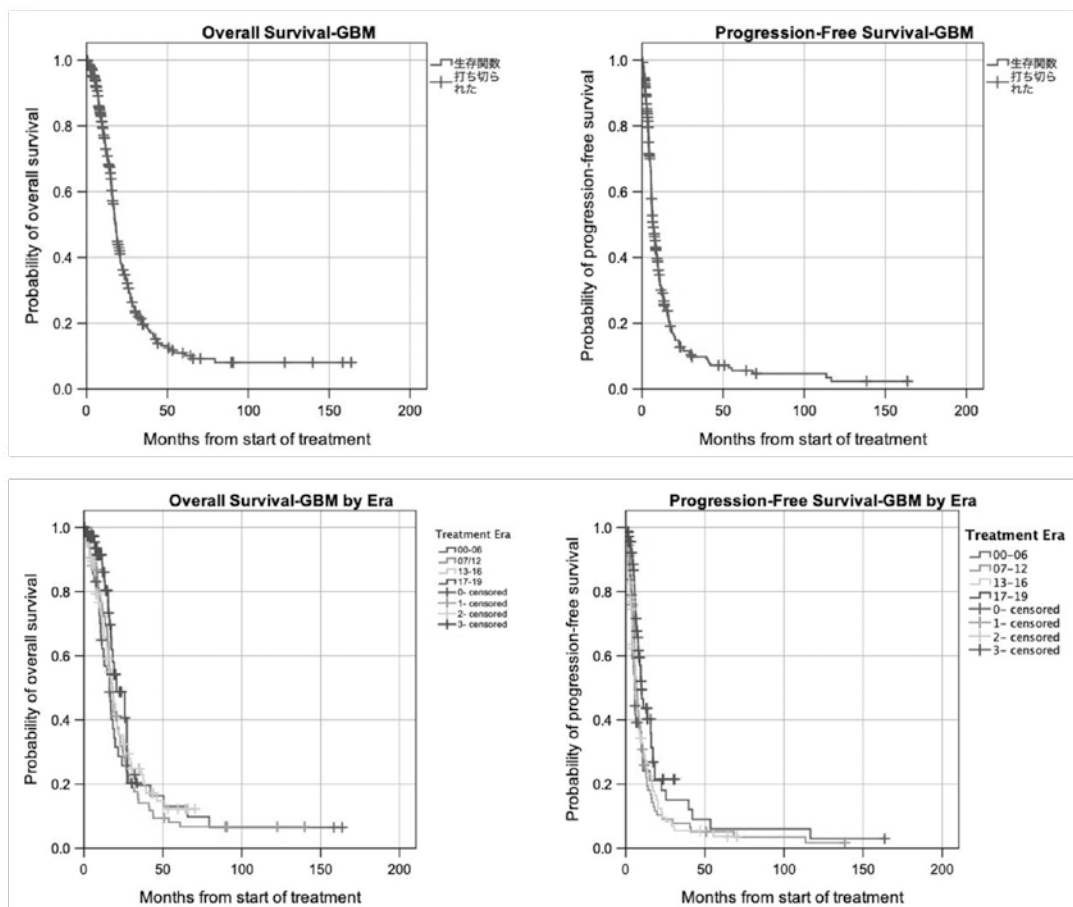 Overall Survival-GBM
生存関数
打ち切ら
れた
Probability of overall survival
1.0
0.8
0.6
0.4
0.2
0.0
0
50
100
150
200
Months from start of treatment
Progression-Free Survival-GBM
生存関数
打ち切ら
れた
Probability of progression-free survival
1.0
0.8
0.6
0.4
0.2
0.0
0
50
100
150
200
Months from start of treatment
Overall Survival-GBM by Era
Treatment Era
00-06
07/12
13-16
17-19
0- censored
1- censored
2- censored
3- censored
Probability of overall survival
1.0
0.8
0.6
0.4
0.2
0.0
0
50
100
150
200
Months from start of treatment
Progression-Free Survival-GBM by Era
Treatment Era
00-06
07-12
13-16
17-19
0- censored
1- censored
2- censored
3- censored
Probability of progression-free survival
1.0
0.8
0.6
0.4
0.2
0.0
0
50
100
150
200
Months from start of treatment